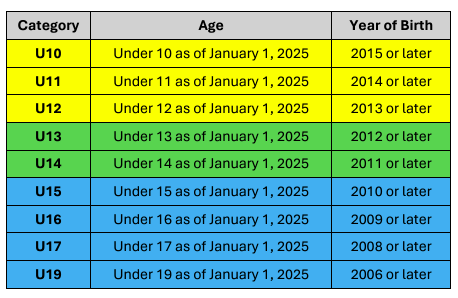 Category Age Year of Birth
U10 Under 10 as of January 1, 2025 2015 or later
U11 Under 11 as of January 1, 2025 2014 or later
U12 Under 12 as of January 1, 2025 2013 or later
U13 Under 13 as of January 1, 2025 2012 or later
U14 Under 14 as of January 1, 2025 2011 or later
U15 Under 15 as of January 1, 2025 2010 or later
U16 Under 16 as of January 1, 2025 2009 or later
U17 Under 17 as of January 1, 2025 2008 or later
U19 Under 19 as of January 1, 2025 2006 or later